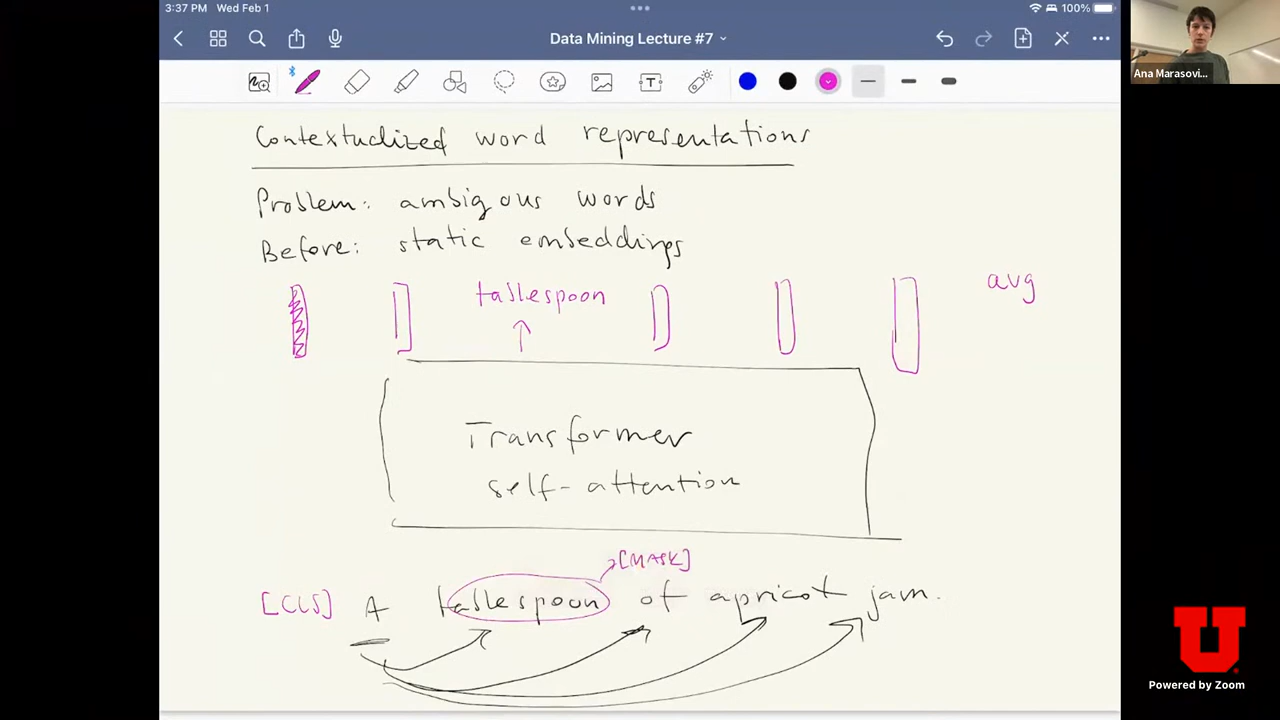 3:37 PM Wed Feb 1
100%
Data Mining Lecture #7
Ana Marasovi...
Contextualized word representations
Problem: ambigous words
Before: static embeddings
tablespoon
avg
Transformer
self-attention
[MASK]
[CLS] A tablespoon of apricot jam.
U
Powered by Zoom